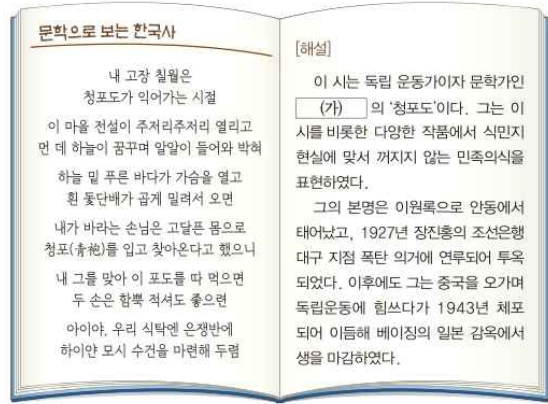 문학으로 보는 한국사
내 고장 칠월은
청포도가 익어가는 시절
이 마을 전설이 주저리주저리 열리고
먼 데 하늘이 꿈꾸며 알알이 들어와 박혀
하늘 밑 푸른 바다가 가슴을 열고
흰 돛단배가 곱게 밀려서 오면
내가 바라는 손님은 고달픈 몸으로
청포(靑袍)를 입고 찾아온다고 했으니
내 그를 맞아 이 포도를 따 먹으면
두 손은 함뿍 적셔도 좋으련
아이야, 우리 식탁엔 은쟁반에
하이얀 모시 수건을 마련해 두렴
[해설]
이 시는 독립 운동가이자 문학가인
(가) 의 ‘청포도’이다. 그는 이
시를 비롯한 다양한 작품에서 식민지
현실에 맞서 꺼지지 않는 민족의식을
표현하였다.
그의 본명은 이원록으로 안동에서
태어났고, 1927년 장진홍의 조선은행
대구 지점 폭탄 의거에 연루되어 투옥
되었다. 이후에도 그는 중국을 오가며
독립운동에 힘쓰다가 1943년 체포
되어 이듬해 베이징의 일본 감옥에서
생을 마감하였다.